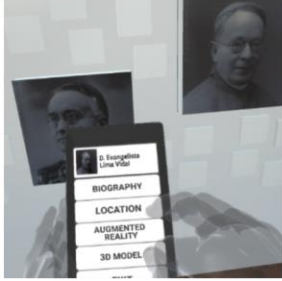 D. Evangelista
Lima Vidal
BIOGRAPHY
LOCATION
AUGMENTED
REALITY
3D MODEL